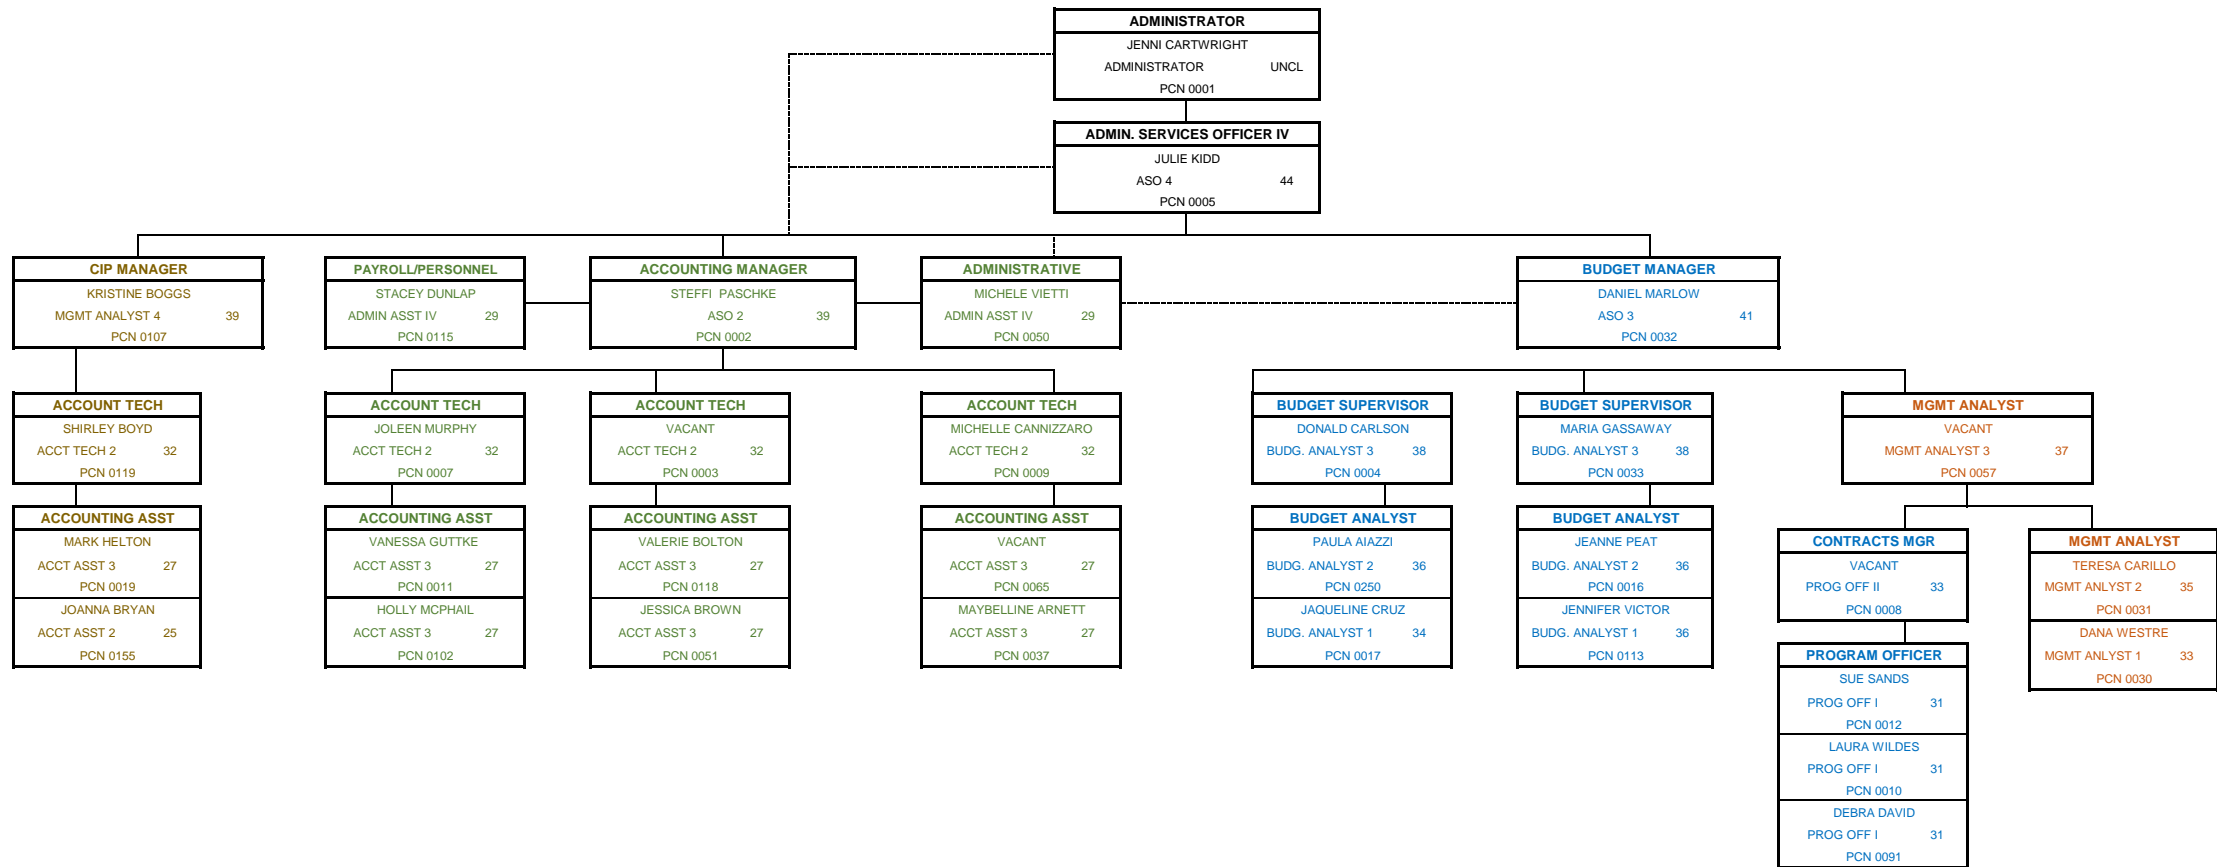 ADMINISTRATOR
JENNI CARTWRIGHT
ADMINISTRATOR UNCL
PCN 0001
ADMIN. SERVICES OFFICER IV
JULIE KIDD
ASO 4 44
PCN 0005
CIP MANAGER
KRISTINE BOGGS
MGMT ANALYST 4 39
PCN 0107
PAYROLL/PERSONNEL
STACEY DUNLAP
ADMIN ASST IV 29
PCN 0115
ACCOUNTING MANAGER
STEFFI  PASCHKE
ASO 2 39
PCN 0002
ADMINISTRATIVE
MICHELE VIETTI
ADMIN ASST IV 29
PCN 0050
BUDGET MANAGER
DANIEL MARLOW
ASO 3 41
PCN 0032
ACCOUNT TECH
SHIRLEY BOYD
ACCT TECH 2 32
PCN 0119
ACCOUNT TECH
JOLEEN MURPHY
ACCT TECH 2 32
PCN 0007
ACCOUNT TECH
VACANT
ACCT TECH 2 32
PCN 0003
ACCOUNT TECH
MICHELLE CANNIZZARO
ACCT TECH 2 32
PCN 0009
BUDGET SUPERVISOR
DONALD CARLSON
BUDG. ANALYST 3 38
PCN 0004
BUDGET SUPERVISOR
MARIA GASSAWAY
BUDG. ANALYST 3 38
PCN 0033
MGMT ANALYST
VACANT
MGMT ANALYST 3 37
PCN 0057
ACCOUNTING ASST
MARK HELTON
ACCT ASST 3 27
PCN 0019
JOANNA BRYAN
ACCT ASST 2 25
PCN 0155
ACCOUNTING ASST
VANESSA GUTTKE
ACCT ASST 3 27
PCN 0011
HOLLY MCPHAIL
ACCT ASST 3 27
PCN 0102
ACCOUNTING ASST
VALERIE BOLTON
ACCT ASST 3 27
PCN 0118
JESSICA BROWN
ACCT ASST 3 27
PCN 0051
ACCOUNTING ASST
VACANT
ACCT ASST 3 27
PCN 0065
MAYBELLINE ARNETT
ACCT ASST 3 27
PCN 0037
BUDGET ANALYST
PAULA AIAZZI
BUDG. ANALYST 2 36
PCN 0250
JAQUELINE CRUZ
BUDG. ANALYST 1 34
PCN 0017
BUDGET ANALYST
JEANNE PEAT
BUDG. ANALYST 2 36
PCN 0016
JENNIFER VICTOR
BUDG. ANALYST 1 36
PCN 0113
CONTRACTS MGR
VACANT
PROG OFF II 33
PCN 0008
PROGRAM OFFICER
SUE SANDS
PROG OFF I 31
PCN 0012
LAURA WILDES
PROG OFF I 31
PCN 0010
DEBRA DAVID
PROG OFF I 31
PCN 0091
MGMT ANALYST
TERESA CARILLO
MGMT ANLYST 2 35
PCN 0031
DANA WESTRE
MGMT ANLYST 1 33
PCN 0030